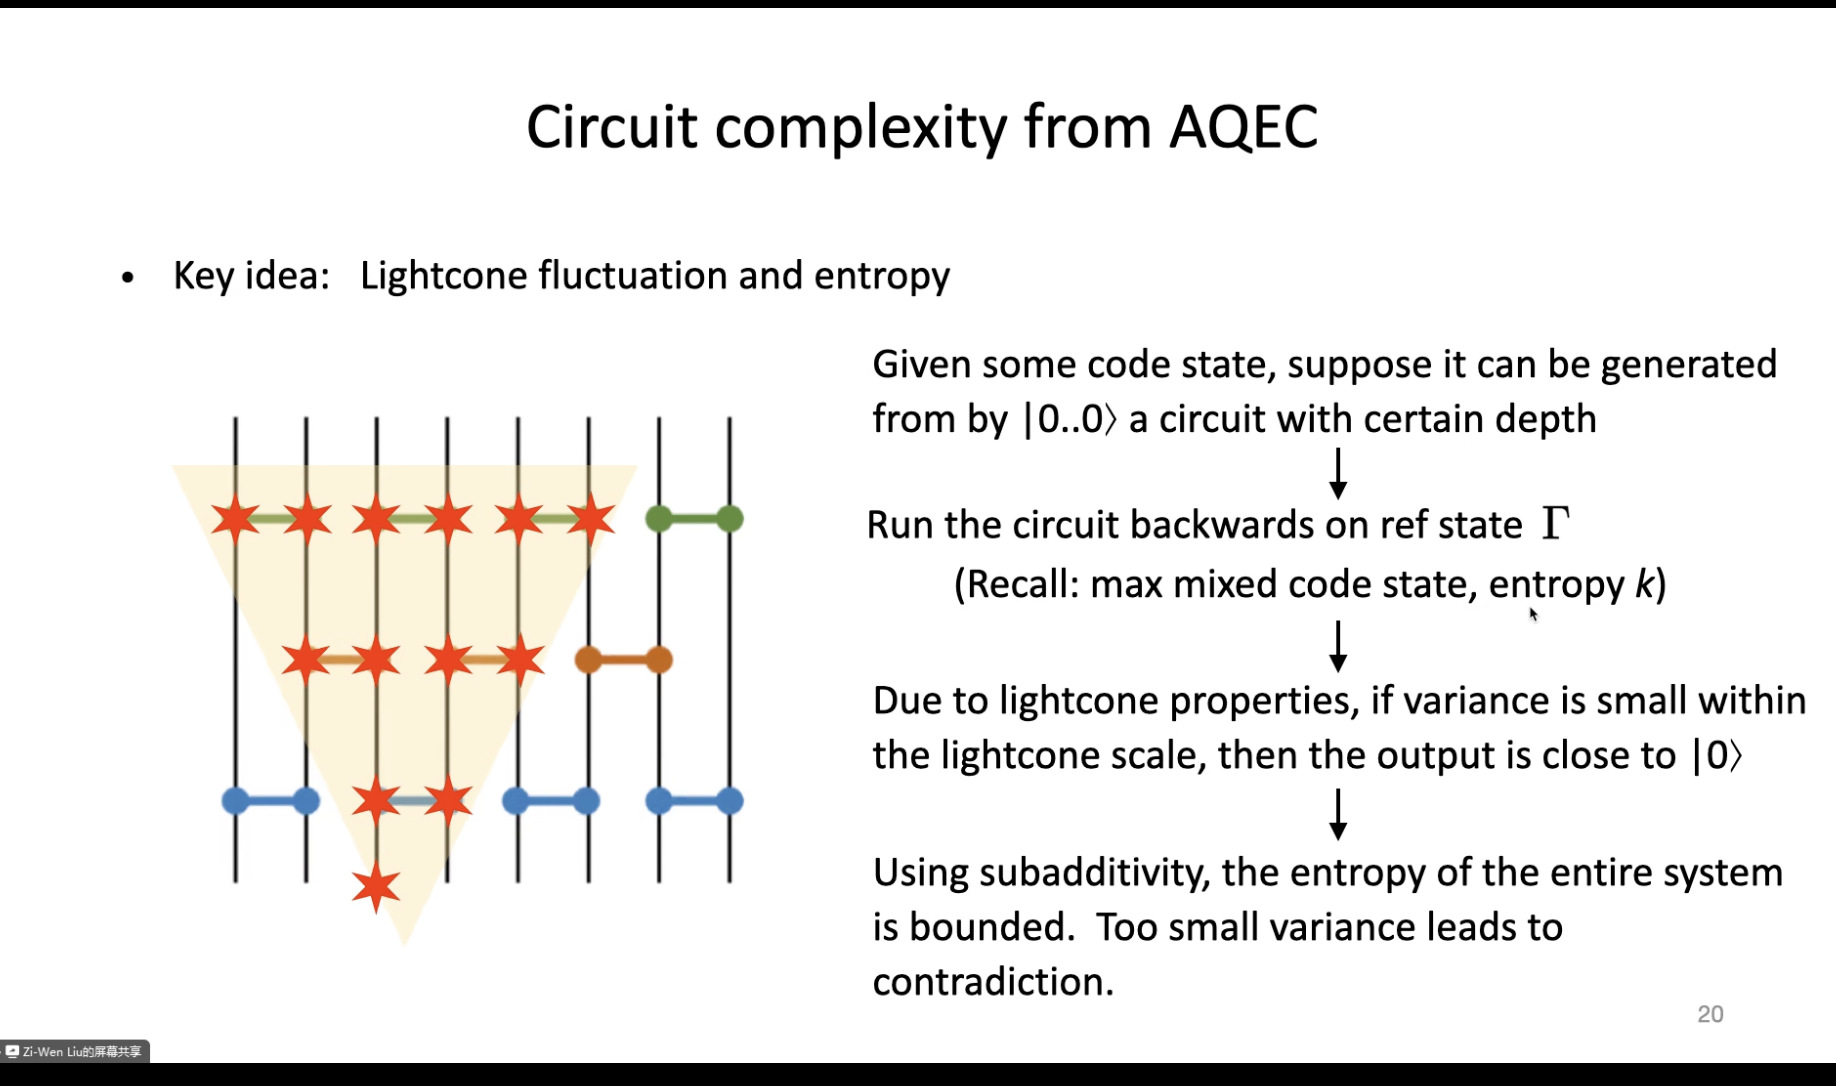 Circuit complexity from AQEC
• Key idea: Lightcone fluctuation and entropy
Given some code state, suppose it can be generated
from by |0..0⟩ a circuit with certain depth
Run the circuit backwards on ref state Γ
(Recall: max mixed code state, entropy k)
Due to lightcone properties, if variance is small within
the lightcone scale, then the output is close to |0⟩
Using subadditivity, the entropy of the entire system
is bounded. Too small variance leads to
contradiction.
20
Zi-Wen Liu的屏幕共享